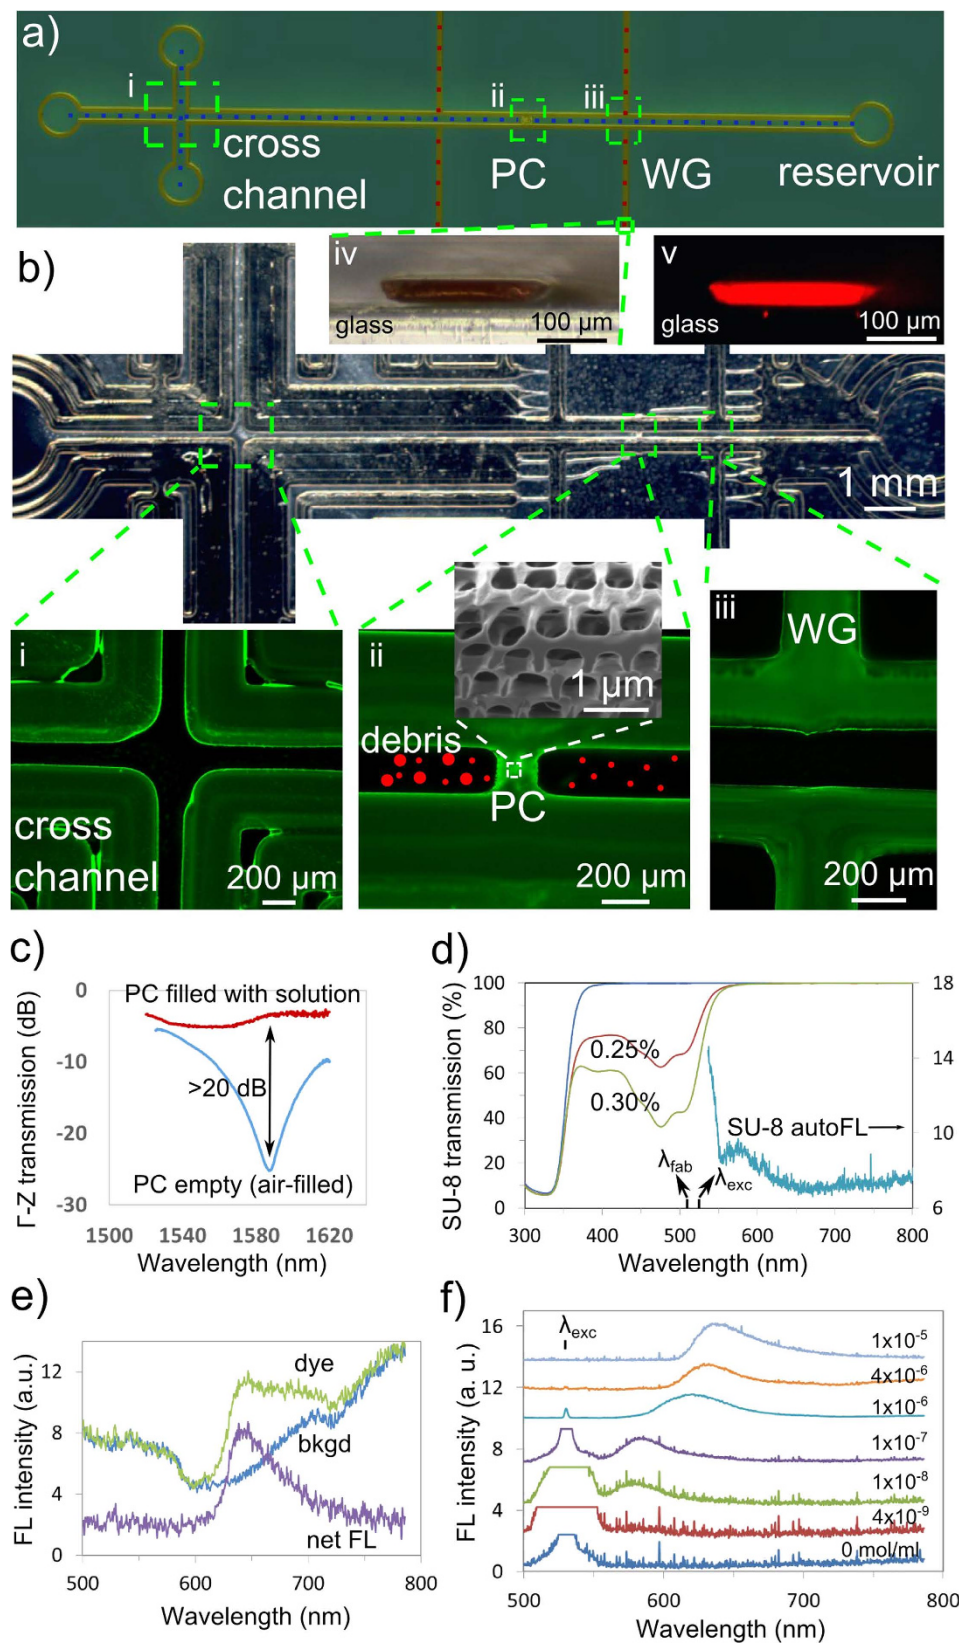 a)
i
ii
iii
cross
channel
PC
WG
reservoir
b)
iv
glass
100 µm
v
glass
100 µm
1 mm
i
cross
channel
200 µm
ii
1 µm
debris
PC
200 µm
iii
WG
200 µm
c)
Γ-Z transmission (dB)
0
-10
-20
-30
PC filled with solution
>20 dB
PC empty (air-filled)
1500 1540 1580 1620
Wavelength (nm)
d)
SU-8 transmission (%)
100
80
60
40
20
0
18
14
10
6
0.25%
0.30%
SU-8 autoFL
λfab
λexc
300 400 500 600 700 800
Wavelength (nm)
e)
FL intensity (a.u.)
12
8
4
0
dye
bkgd
net FL
500 600 700 800
Wavelength (nm)
f)
FL intensity (a. u.)
16
12
8
4
0
λexc
1x10-5
4x10-6
1x10-6
1x10-7
1x10-8
4x10-9
0 mol/ml
500 600 700 800
Wavelength (nm)